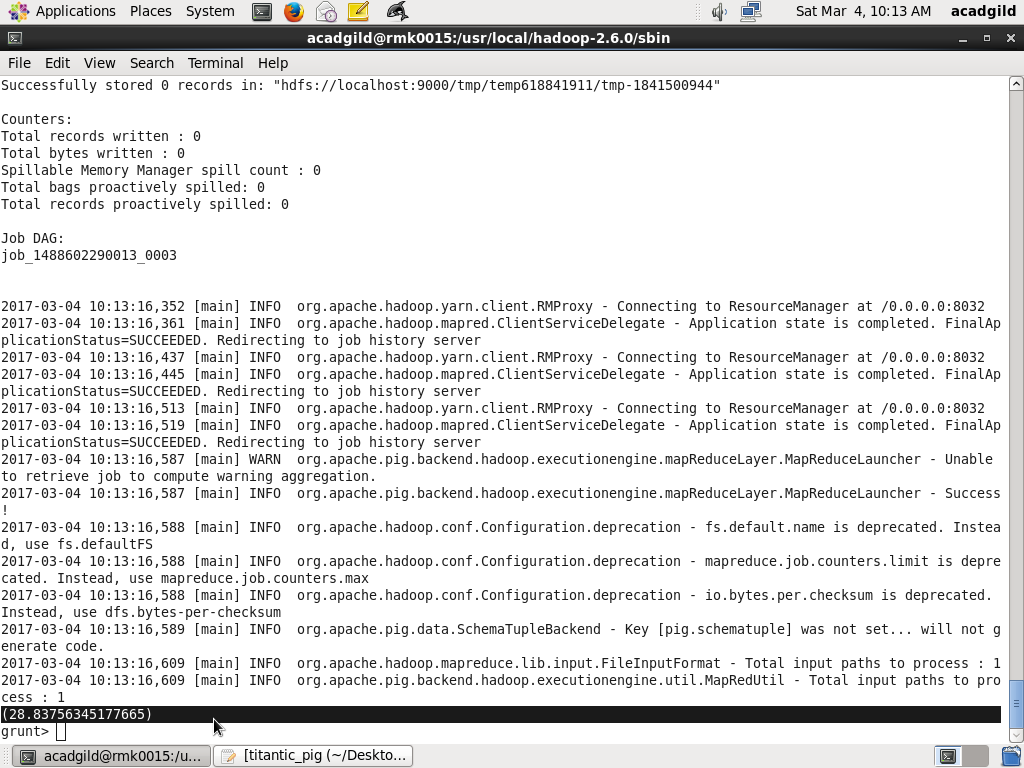 Applications Places System
Sat Mar 4, 10:13 AM acadgild
acadgild@rmk0015:/usr/local/hadoop-2.6.0/sbin
File Edit View Search Terminal Help
Successfully stored 0 records in: "hdfs://localhost:9000/tmp/temp618841911/tmp-1841500944"
Counters:
Total records written : 0
Total bytes written : 0
Spillable Memory Manager spill count : 0
Total bags proactively spilled: 0
Total records proactively spilled: 0
Job DAG:
job_1488602290013_0003
2017-03-04 10:13:16,352 [main] INFO  org.apache.hadoop.yarn.client.RMProxy - Connecting to ResourceManager at /0.0.0.0:8032
2017-03-04 10:13:16,361 [main] INFO  org.apache.hadoop.mapred.ClientServiceDelegate - Application state is completed. FinalAp
plicationStatus=SUCCEEDED. Redirecting to job history server
2017-03-04 10:13:16,437 [main] INFO  org.apache.hadoop.yarn.client.RMProxy - Connecting to ResourceManager at /0.0.0.0:8032
2017-03-04 10:13:16,445 [main] INFO  org.apache.hadoop.mapred.ClientServiceDelegate - Application state is completed. FinalAp
plicationStatus=SUCCEEDED. Redirecting to job history server
2017-03-04 10:13:16,513 [main] INFO  org.apache.hadoop.yarn.client.RMProxy - Connecting to ResourceManager at /0.0.0.0:8032
2017-03-04 10:13:16,519 [main] INFO  org.apache.hadoop.mapred.ClientServiceDelegate - Application state is completed. FinalAp
plicationStatus=SUCCEEDED. Redirecting to job history server
2017-03-04 10:13:16,587 [main] WARN  org.apache.pig.backend.hadoop.executionengine.mapReduceLayer.MapReduceLauncher - Unable
to retrieve job to compute warning aggregation.
2017-03-04 10:13:16,587 [main] INFO  org.apache.pig.backend.hadoop.executionengine.mapReduceLayer.MapReduceLauncher - Success
!
2017-03-04 10:13:16,588 [main] INFO  org.apache.hadoop.conf.Configuration.deprecation - fs.default.name is deprecated. Instea
d, use fs.defaultFS
2017-03-04 10:13:16,588 [main] INFO  org.apache.hadoop.conf.Configuration.deprecation - mapreduce.job.counters.limit is depre
cated. Instead, use mapreduce.job.counters.max
2017-03-04 10:13:16,588 [main] INFO  org.apache.hadoop.conf.Configuration.deprecation - io.bytes.per.checksum is deprecated.
Instead, use dfs.bytes-per-checksum
2017-03-04 10:13:16,589 [main] INFO  org.apache.pig.data.SchemaTupleBackend - Key [pig.schematuple] was not set... will not g
enerate code.
2017-03-04 10:13:16,609 [main] INFO  org.apache.hadoop.mapreduce.lib.input.FileInputFormat - Total input paths to process : 1
2017-03-04 10:13:16,609 [main] INFO  org.apache.pig.backend.hadoop.executionengine.util.MapRedUtil - Total input paths to pro
cess : 1
(28.83756345177665)
grunt>
acadgild@rmk0015:/u...
[titantic_pig (~/Deskto...